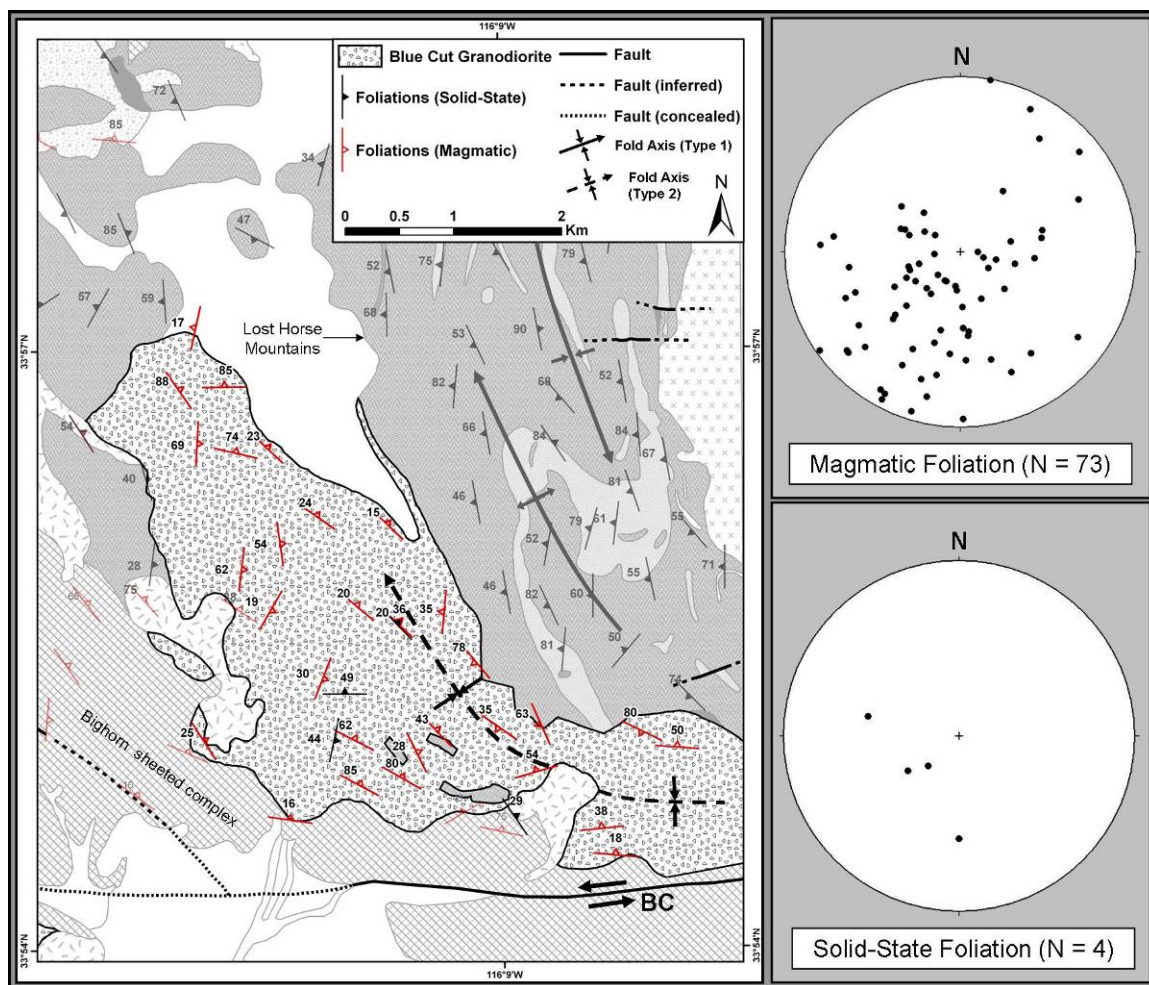 116°9'W
Blue Cut Granodiorite
Foliations (Solid-State)
Foliations (Magmatic)
Fault
Fault (inferred)
Fault (concealed)
Fold Axis (Type 1)
Fold Axis
(Type 2)
N
0 0.5 1 2
Km
72
85
34
47
85
57
59
52
75
79
68
17
Lost Horse
Mountains
53
90
33°57'N
33°57'N
88
85
82
68
52
54
69
74
23
66
84
84
67
40
81
24
15
46
79
61
55
54
52
28
62
71
75
19
20
20
36
35
46
82
60
55
78
81
50
30
49
74
25
44
62
43
35
63
80
50
28
54
85
80
Bighorn sheeted complex
16
16
29
75
38
18
BC
33°54'N
33°54'N
116°9'W
N
Magmatic Foliation (N = 73)
N
Solid-State Foliation (N = 4)